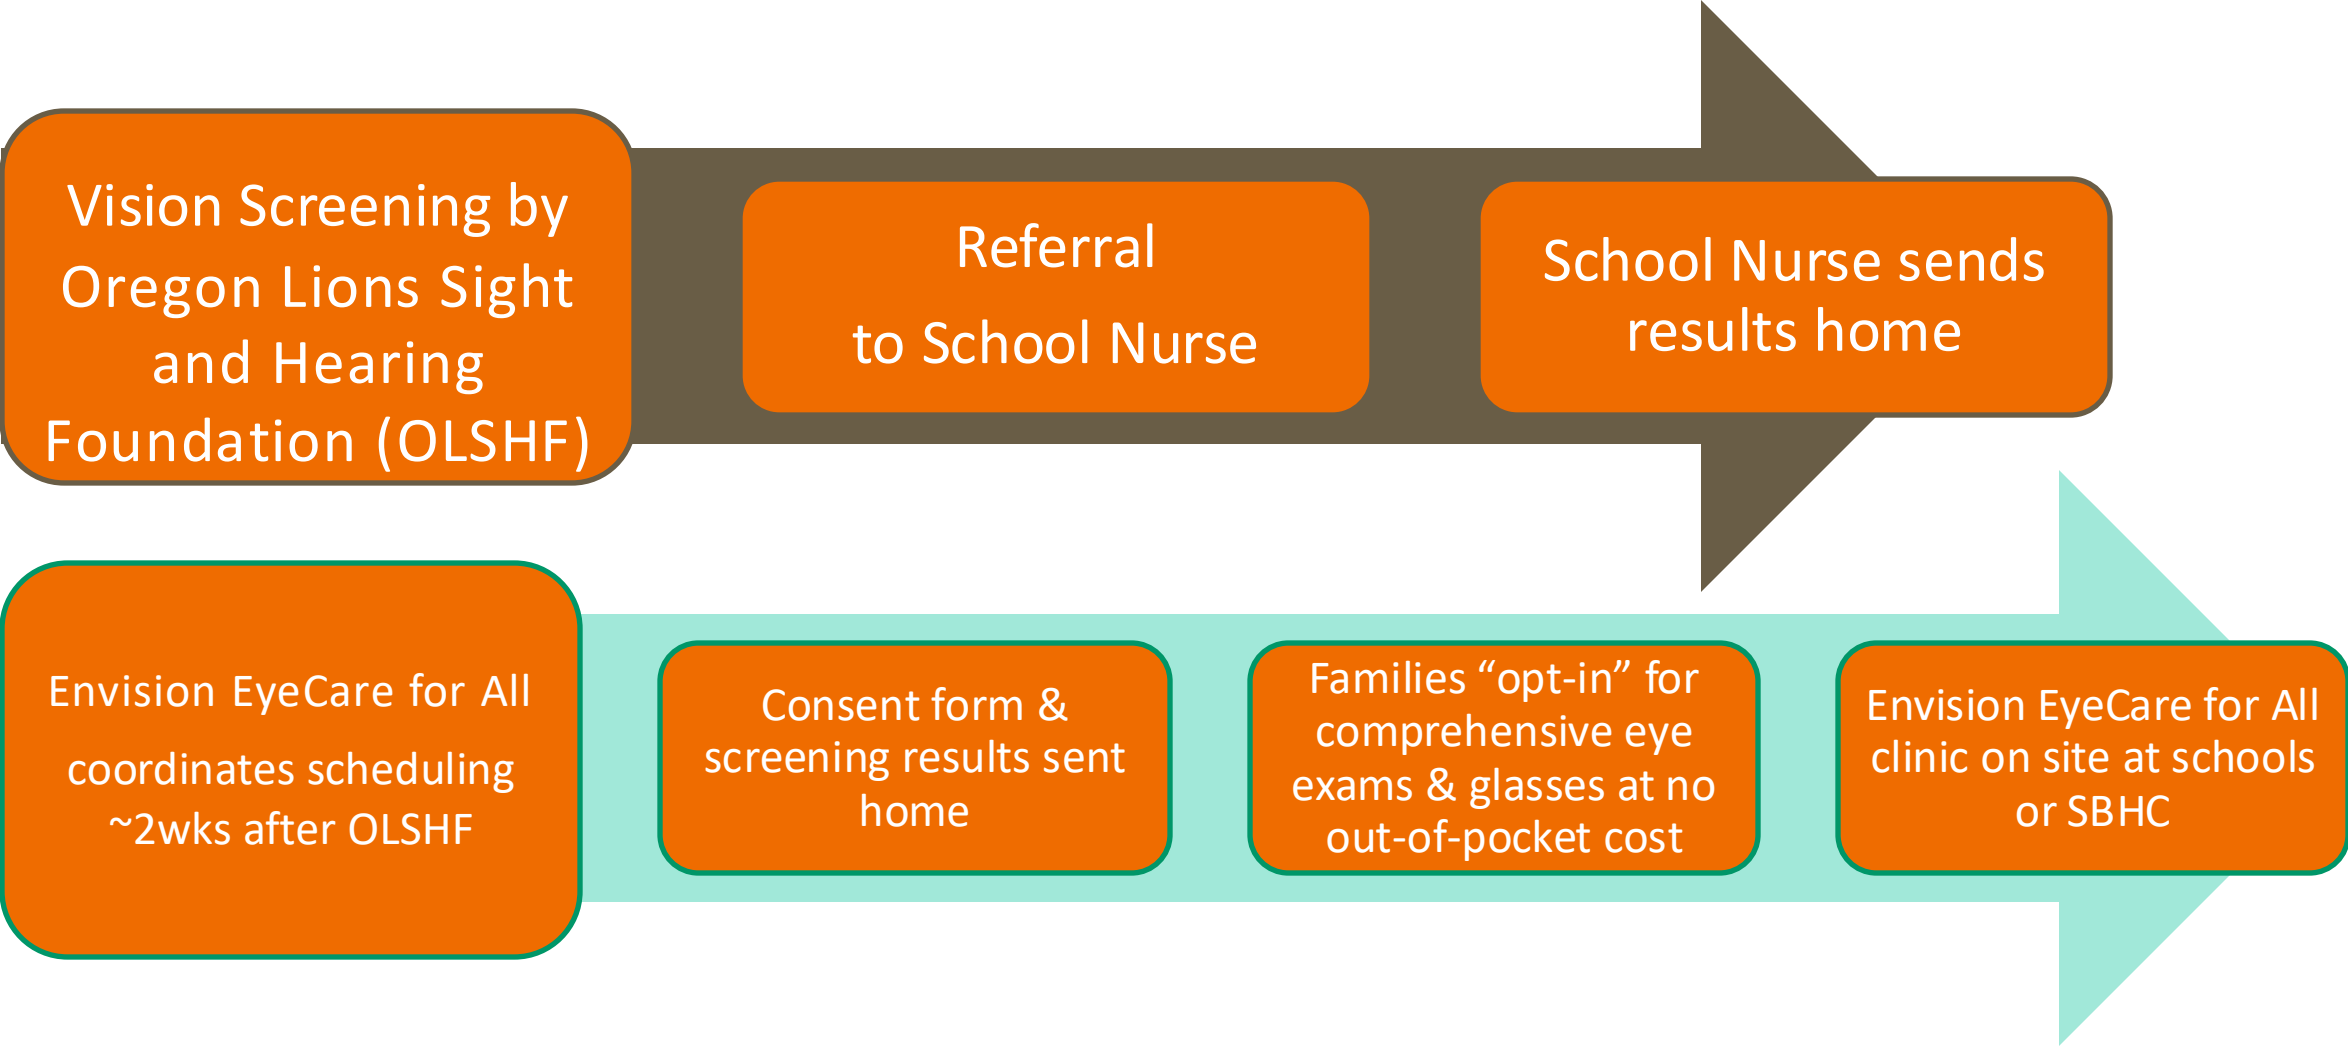 Vision Screening by
Oregon Lions Sight
and Hearing
Foundation (OLSHF)
Referral
to School Nurse
School Nurse sends
results home
Envision EyeCare for All
coordinates scheduling
~2wks after OLSHF
Consent form &
screening results sent
home
Families “opt-in” for
comprehensive eye
exams & glasses at no
out-of-pocket cost
Envision EyeCare for All
clinic on site at schools
or SBHC